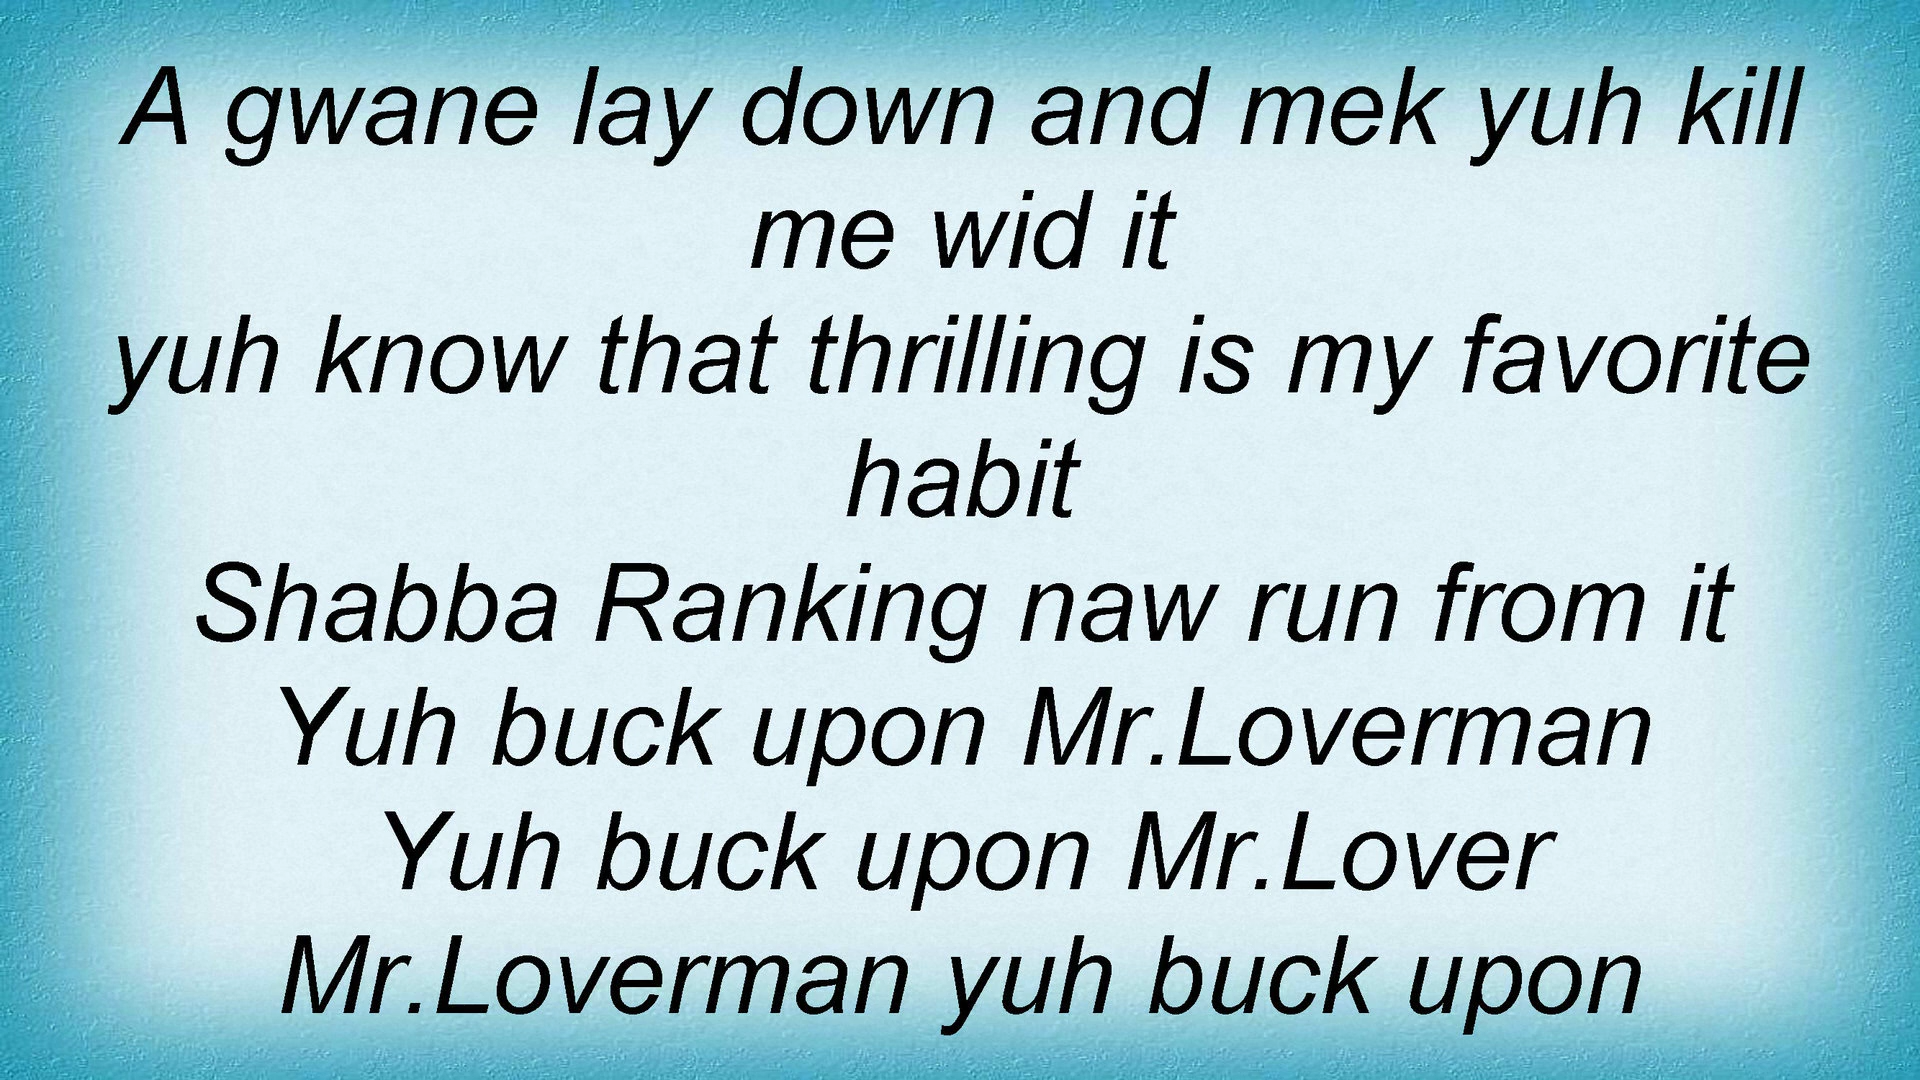 A gwane lay down and mek yuh kill
me wid it
yuh know that thrilling is my favorite
habit
Shabba Ranking naw run from it
Yuh buck upon Mr.Loverman
Yuh buck upon Mr.Lover
Mr.Loverman yuh buck upon